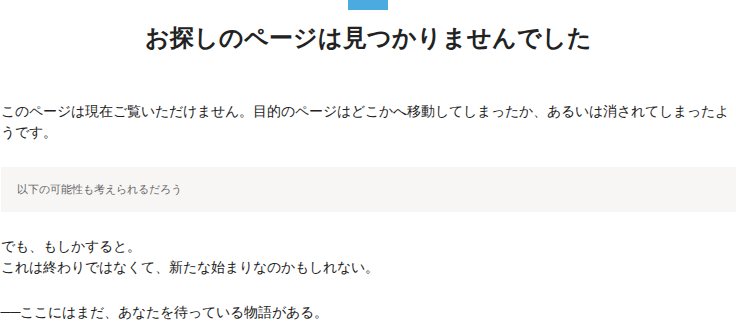 お探しのページは見つかりませんでした
このページは現在ご覧いただけません。目的のページはどこかへ移動してしまったか、あるいは消されてしまったよ
うです。
以下の可能性も考えられるだろう
でも、もしかすると。
これは終わりではなくて、新たな始まりなのかもしれない。
──ここにはまだ、あなたを待っている物語がある。